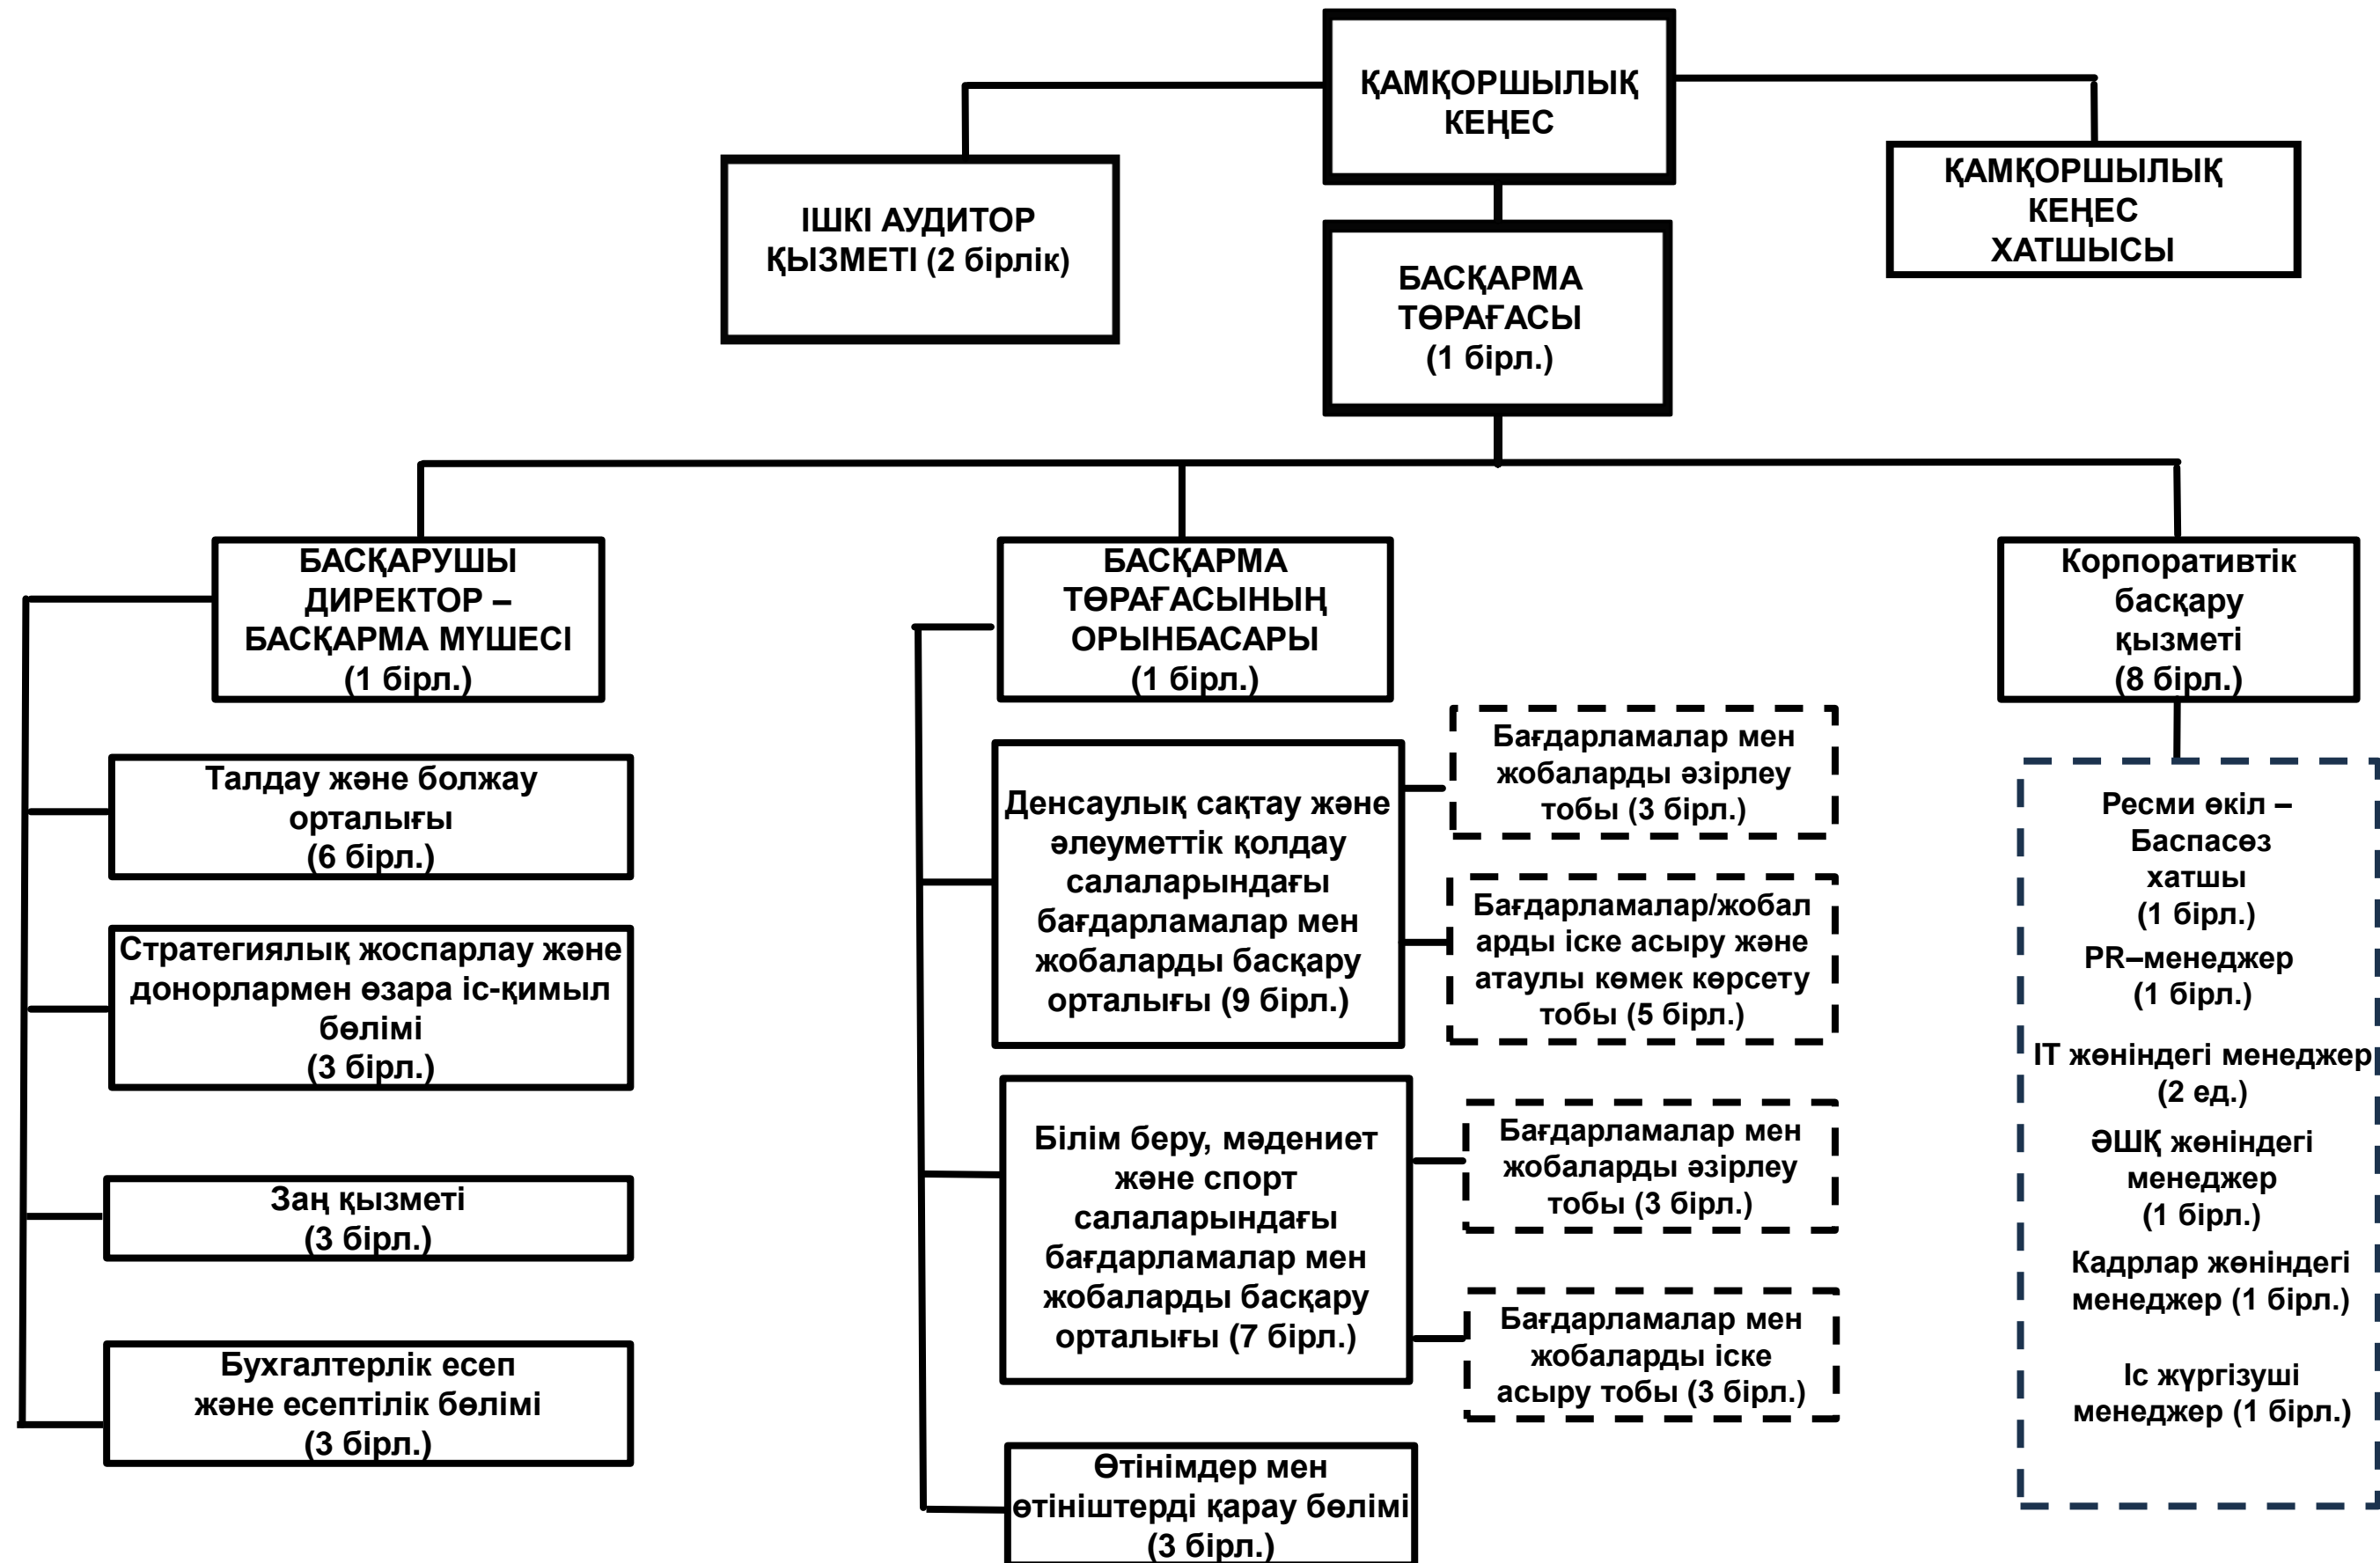 ҚАМҚОРШЫЛЫҚ
КЕҢЕС
ІШКІ АУДИТОР
ҚЫЗМЕТІ (2 бірлік)
ҚАМҚОРШЫЛЫҚ
КЕҢЕС
ХАТШЫСЫ
БАСҚАРМА
ТӨРАҒАСЫ
(1 бірл.)
БАСҚАРУШЫ
ДИРЕКТОР –
БАСҚАРМА МҮШЕСІ
(1 бірл.)
Талдау және болжау
орталығы
(6 бірл.)
Стратегиялық жоспарлау және
донорлармен өзара іс-қимыл
бөлімі
(3 бірл.)
Заң қызметі
(3 бірл.)
Бухгалтерлік есеп
және есептілік бөлімі
(3 бірл.)
БАСҚАРМА
ТӨРАҒАСЫНЫҢ
ОРЫНБАСАРЫ
(1 бірл.)
Денсаулық сақтау және
әлеуметтік қолдау
салаларындағы
бағдарламалар мен
жобаларды басқару
орталығы (9 бірл.)
Бағдарламалар мен
жобаларды әзірлеу
тобы (3 бірл.)
Бағдарламалар/жобал
арды іске асыру және
атаулы көмек көрсету
тобы (5 бірл.)
Білім беру, мәдениет
және спорт
салаларындағы
бағдарламалар мен
жобаларды басқару
орталығы (7 бірл.)
Бағдарламалар мен
жобаларды әзірлеу
тобы (3 бірл.)
Бағдарламалар мен
жобаларды іске
асыру тобы (3 бірл.)
Өтінімдер мен
өтініштерді қарау бөлімі
(3 бірл.)
Корпоративтік
басқару
қызметі
(8 бірл.)
Ресми өкіл –
Баспасөз
хатшы
(1 бірл.)
PR–менеджер
(1 бірл.)
IT жөніндегі менеджер
(2 ед.)
ӘШҚ жөніндегі
менеджер
(1 бірл.)
Кадрлар жөніндегі
менеджер (1 бірл.)
Іс жүргізуші
менеджер (1 бірл.)